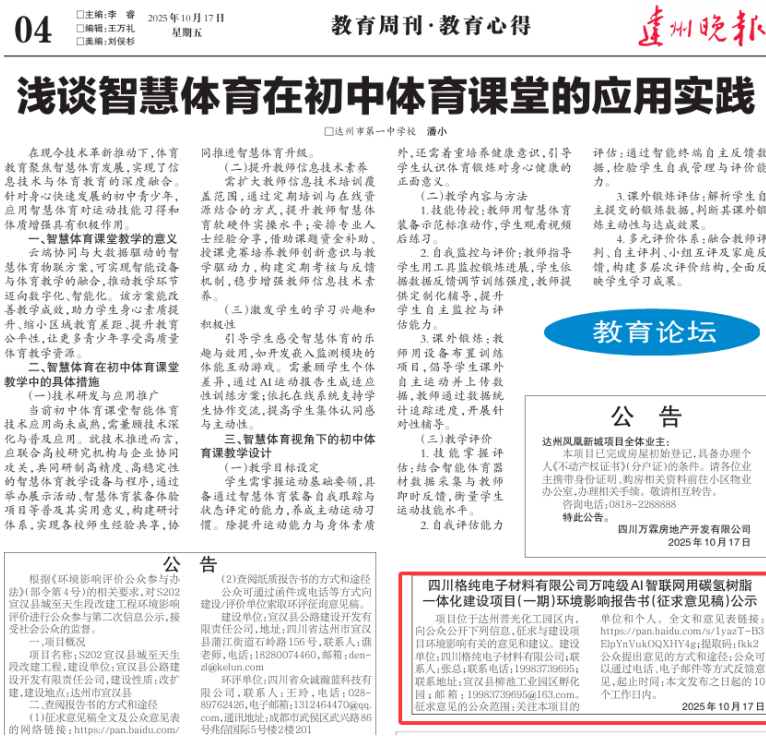 04
□主编:李 睿
□编辑:王万礼
□美编:刘俣杉
2025年10月17日
星期五
教育周刊·教育心得
达州晚报
浅谈智慧体育在初中体育课堂的应用实践
□达州市第一中学校 潘小
在现今技术革新推动下,体育
教育聚焦智慧体育发展,实现了信
息技术与体育教育的深度融合。
针对身心快速发展的初中青少年,
应用智慧体育对运动技能习得和
体质增强具有积极作用。
一、智慧体育课堂教学的意义
云端协同与大数据驱动的智
慧体育物联方案,可实现智能设备
与体育教学的融合,推动教学环节
迈向数字化、智能化。该方案能改
善教学成效,助力学生身心素质提
升、缩小区域教育差距、提升教育
公平性,让更多青少年享受高质量
体育教学资源。
二、智慧体育在初中体育课堂
教学中的具体措施
(一)技术研发与应用推广
当前初中体育课堂智能体育
技术应用尚未成熟,需兼顾技术深
化与普及应用。就技术推进而言,
应联合高校研究机构与企业协同
攻关,共同研制高精度、高稳定性
的智慧体育教学设备与程序,通过
举办展示活动、智慧体育装备体验
项目等普及其实用意义,构建研讨
体系,实现各校师生经验共享,协
同推进智慧体育升级。
(二)提升教师信息技术素养
需扩大教师信息技术培训覆
盖范围,通过定期培训与在线资
源结合的方式,提升教师智慧体
育软硬件实操水平;安排专业人
士经验分享,借助课题资金补助、
授课竞赛培养教师创新意识与教
学驱动力,构建定期考核与反馈
机制,稳步增强教师信息技术素
养。
(三)激发学生的学习兴趣和
积极性
引导学生感受智慧体育的乐
趣与效用,如开发嵌入监测模块的
体能互动游戏。需兼顾学生个体
差异,通过AI运动报告生成适应
性训练方案;依托在线系统支持学
生协作交流,提高学生集体认同感
与主动性。
三、智慧体育视角下的初中体
育课教学设计
(一)教学目标设定
学生需掌握运动基础要领,具
备通过智慧体育装备自我跟踪与
状态评定的能力,养成主动运动习
惯。除提升运动能力与身体素质
外,还需着重培养健康意识,引导
学生认识体育锻炼对身心健康的
正面意义。
(二)教学内容与方法
1.技能传授:教师用智慧体育
装备示范标准动作,学生观看视频
后练习。
2.自我监控与评价:教师指导
学生用工具监控锻炼进展,学生依
据数据反馈调节训练强度,教师提
供定制化辅导,提升
学生自主监控与评
估能力。
3.课外锻炼:教
师用设备布置训练
项目,倡导学生课外
自主运动并上传数
据,教师通过数据统
计追踪进度,开展针
对性辅导。
(三)教学评价
1.技能掌握评
估:结合智能体育器
材数据采集与教师
即时反馈,衡量学生
运动技能水平。
2.自我评估能力
评估:通过智能终端自主反馈数
据,检验学生自我管理与评价能
力。
3.课外锻炼评估:解析学生自
主提交的锻炼数据,判断其课外锻
炼主动性与达成效果。
4.多元评价体系:融合教师评
判、自主评判、小组互评及家庭反
馈,构建多层次评价结构,全面反
映学生学习成果。
教育论坛
公 告
达州凤凰新城项目全体业主:
本项目已完成房屋初始登记,具备办理个
人《不动产权证书》(分户证)的条件。请各位业
主携带身份证明、购房相关资料前往小区物业
办公室,办理相关手续。敬请相互转告。
咨询电话:0818-2288888
特此公告。
四川万霖房地产开发有限公司
2025年10月17日
公 告
根据《环境影响评价公众参与办
法》(部令第4号)的相关要求,对S202
宣汉县城至天生段改建工程环境影响
评价进行公众参与第二次信息公示,接
受社会公众的监督。
一、项目概况
项目名称:S202宣汉县城至天生
段改建工程,建设单位:宣汉县公路建
设开发有限责任公司,建设性质:改扩
建,建设地点:达州市宣汉县
二、查阅报告书的方式和途径
(1)征求意见稿全文及公众意见表
的网络链接:https://pan.baidu.com/
(2)查阅纸质报告书的方式和途径
公众可通过函件或电话等方式向
建设/评价单位索取环评征询意见稿。
建设单位:宣汉县公路建设开发有
限责任公司,地址:四川省达州市宣汉
县蒲江街道石岭路156号,联系人:谯
老师,电话:18280074460,邮箱:den-
zl@kelun.com
环评单位:四川省众诚瀚蓝科技有
限公司,联系人:王玲,电话:028-
89762426,电子邮箱:1312464470@qq.
com,通讯地址:成都市武侯区武兴路86
号兆信国际5号楼2楼201
四川格纯电子材料有限公司万吨级AI智联网用碳氢树脂
一体化建设项目(一期)环境影响报告书(征求意见稿)公示
项目位于达州普光化工园区内,
向公众公开下列信息,征求与建设项
目环境影响有关的意见和建议。建设
单位:四川格纯电子材料有限公司;联
系人:张总;联系电话:19983739695;
联系地址:宣汉县柳池工业园区孵化
园;邮箱:19983739695@163.com。
征求意见的公众范围:关注本项目的
单位和个人。全文和意见表链接:
https://pan.baidu.com/s/1yazT-B3
ElpYnVukOQXHY4g;提取码:fkk2
公众提出意见的方式和途径:公众可
以通过电话、电子邮件等方式反馈意
见,起止时间:本文发布之日起的10
个工作日内。
2025年10月17日